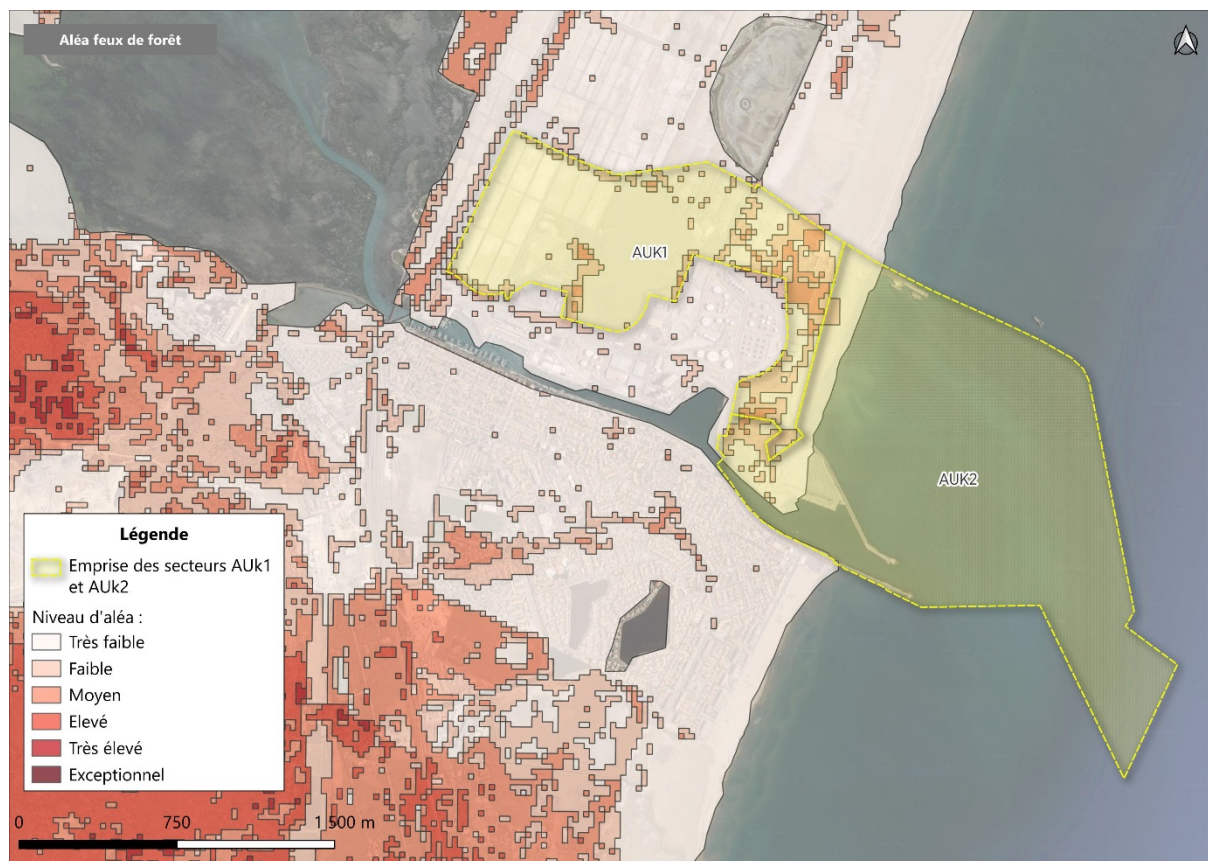 Aléa feux de forêt
AUK1
AUK2
Légende
Emprise des secteurs AUk1
et AUk2
Niveau d'aléa :
Très faible
Faible
Moyen
Elevé
Très élevé
Exceptionnel
0 750 1 500 m